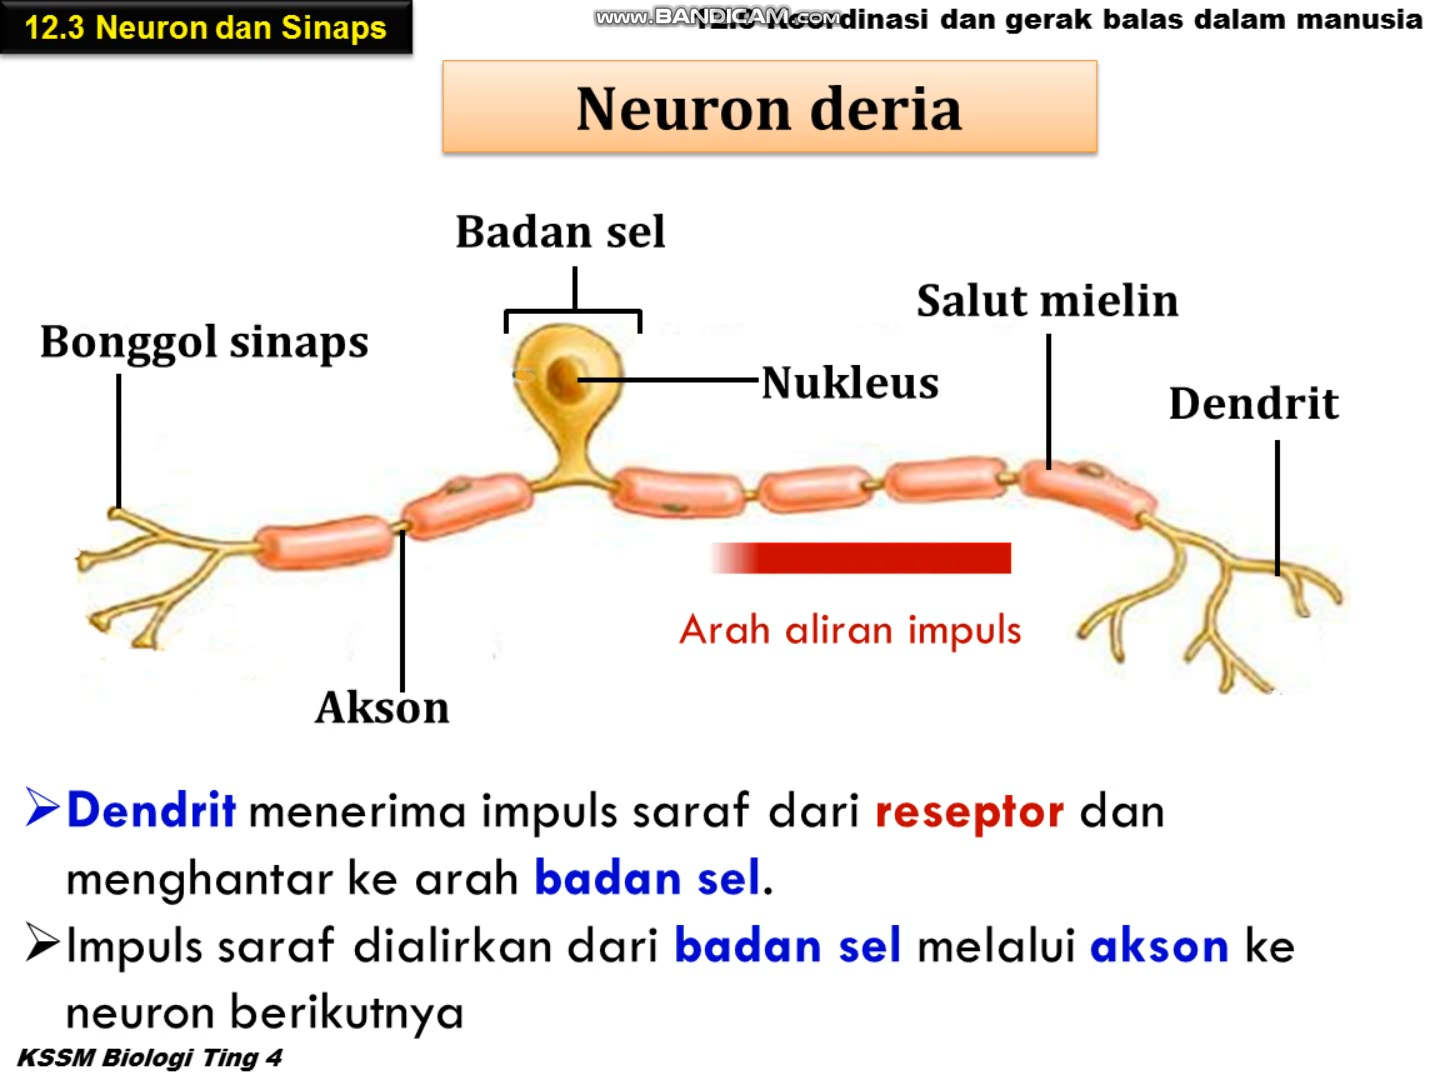 12.3 Neuron dan Sinaps
www.BANDICAM.com
Koordinasi dan gerak balas dalam manusia
Neuron deria
Badan sel
Salut mielin
Bonggol sinaps
Nukleus
Dendrit
Arah aliran impuls
Akson
➢Dendrit menerima impuls saraf dari reseptor dan
menghantar ke arah badan sel.
➢Impuls saraf dialirkan dari badan sel melalui akson ke
neuron berikutnya
KSSM Biologi Ting 4